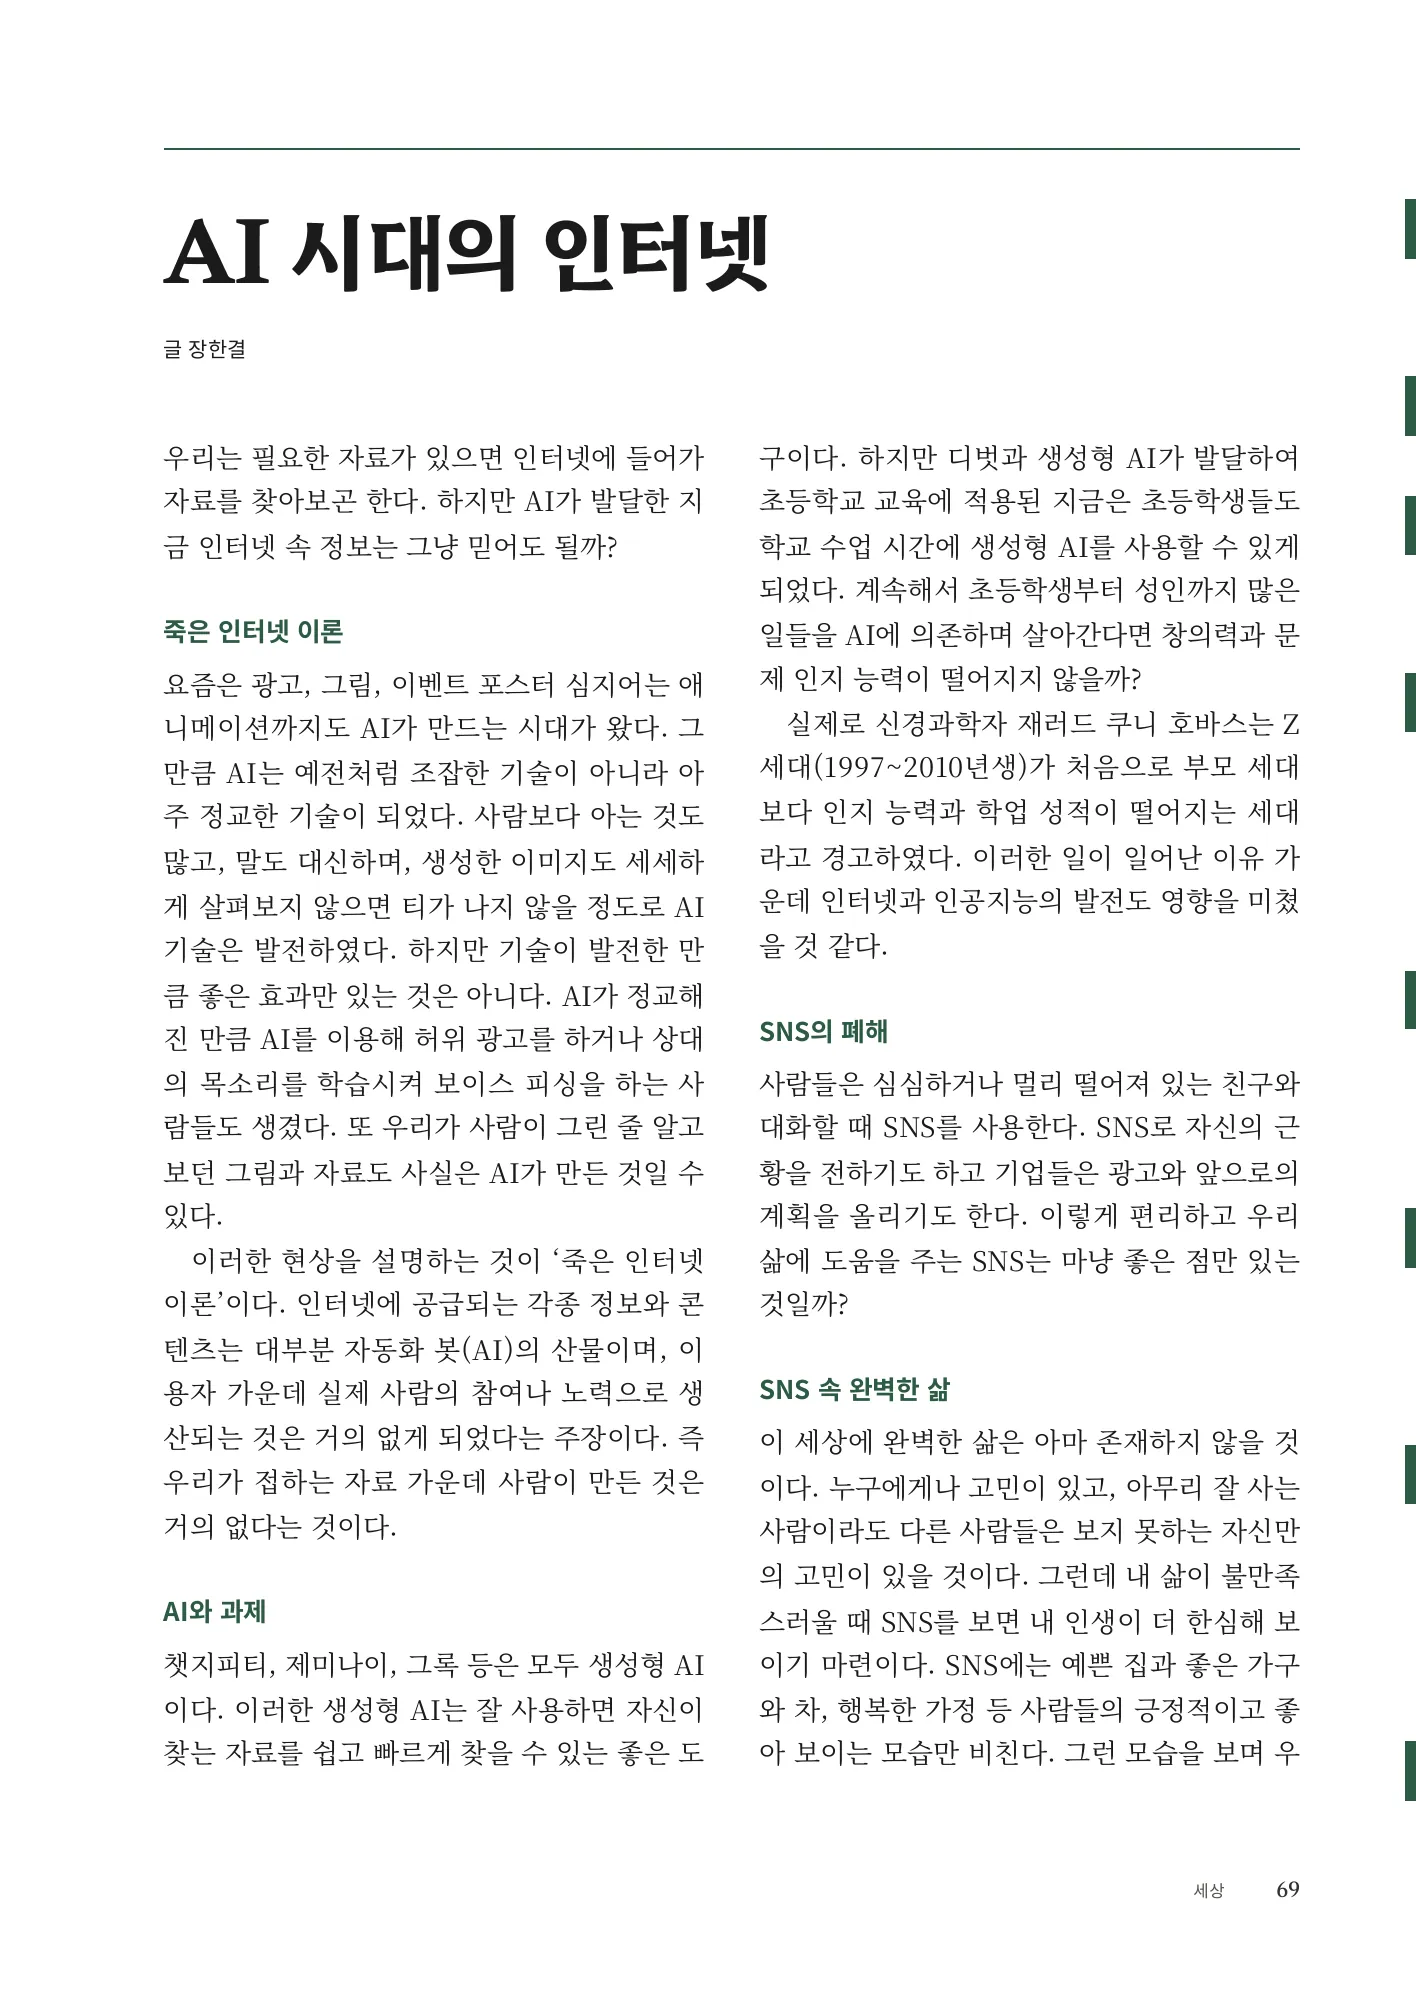 AI 시대의 인터넷
글 장한결
우리는 필요한 자료가 있으면 인터넷에 들어가
자료를 찾아보곤 한다. 하지만 AI가 발달한 지
금 인터넷 속 정보는 그냥 믿어도 될까?
죽은 인터넷 이론
요즘은 광고, 그림, 이벤트 포스터 심지어는 애
니메이션까지도 AI가 만드는 시대가 왔다. 그
만큼 AI는 예전처럼 조잡한 기술이 아니라 아
주 정교한 기술이 되었다. 사람보다 아는 것도
많고, 말도 대신하며, 생성한 이미지도 세세하
게 살펴보지 않으면 티가 나지 않을 정도로 AI
기술은 발전하였다. 하지만 기술이 발전한 만
큼 좋은 효과만 있는 것은 아니다. AI가 정교해
진 만큼 AI를 이용해 허위 광고를 하거나 상대
의 목소리를 학습시켜 보이스 피싱을 하는 사
람들도 생겼다. 또 우리가 사람이 그린 줄 알고
보던 그림과 자료도 사실은 AI가 만든 것일 수
있다.
이러한 현상을 설명하는 것이 ‘죽은 인터넷
이론’이다. 인터넷에 공급되는 각종 정보와 콘
텐츠는 대부분 자동화 봇(AI)의 산물이며, 이
용자 가운데 실제 사람의 참여나 노력으로 생
산되는 것은 거의 없게 되었다는 주장이다. 즉
우리가 접하는 자료 가운데 사람이 만든 것은
거의 없다는 것이다.
AI와 과제
챗지피티, 제미나이, 그록 등은 모두 생성형 AI
이다. 이러한 생성형 AI는 잘 사용하면 자신이
찾는 자료를 쉽고 빠르게 찾을 수 있는 좋은 도
구이다. 하지만 디벗과 생성형 AI가 발달하여
초등학교 교육에 적용된 지금은 초등학생들도
학교 수업 시간에 생성형 AI를 사용할 수 있게
되었다. 계속해서 초등학생부터 성인까지 많은
일들을 AI에 의존하며 살아간다면 창의력과 문
제 인지 능력이 떨어지지 않을까?
실제로 신경과학자 재러드 쿠니 호바스는 Z
세대(1997~2010년생)가 처음으로 부모 세대
보다 인지 능력과 학업 성적이 떨어지는 세대
라고 경고하였다. 이러한 일이 일어난 이유 가
운데 인터넷과 인공지능의 발전도 영향을 미쳤
을 것 같다.
SNS의 폐해
사람들은 심심하거나 멀리 떨어져 있는 친구와
대화할 때 SNS를 사용한다. SNS로 자신의 근
황을 전하기도 하고 기업들은 광고와 앞으로의
계획을 올리기도 한다. 이렇게 편리하고 우리
삶에 도움을 주는 SNS는 마냥 좋은 점만 있는
것일까?
SNS 속 완벽한 삶
이 세상에 완벽한 삶은 아마 존재하지 않을 것
이다. 누구에게나 고민이 있고, 아무리 잘 사는
사람이라도 다른 사람들은 보지 못하는 자신만
의 고민이 있을 것이다. 그런데 내 삶이 불만족
스러울 때 SNS를 보면 내 인생이 더 한심해 보
이기 마련이다. SNS에는 예쁜 집과 좋은 가구
와 차, 행복한 가정 등 사람들의 긍정적이고 좋
아 보이는 모습만 비친다. 그런 모습을 보며 우
세상 69